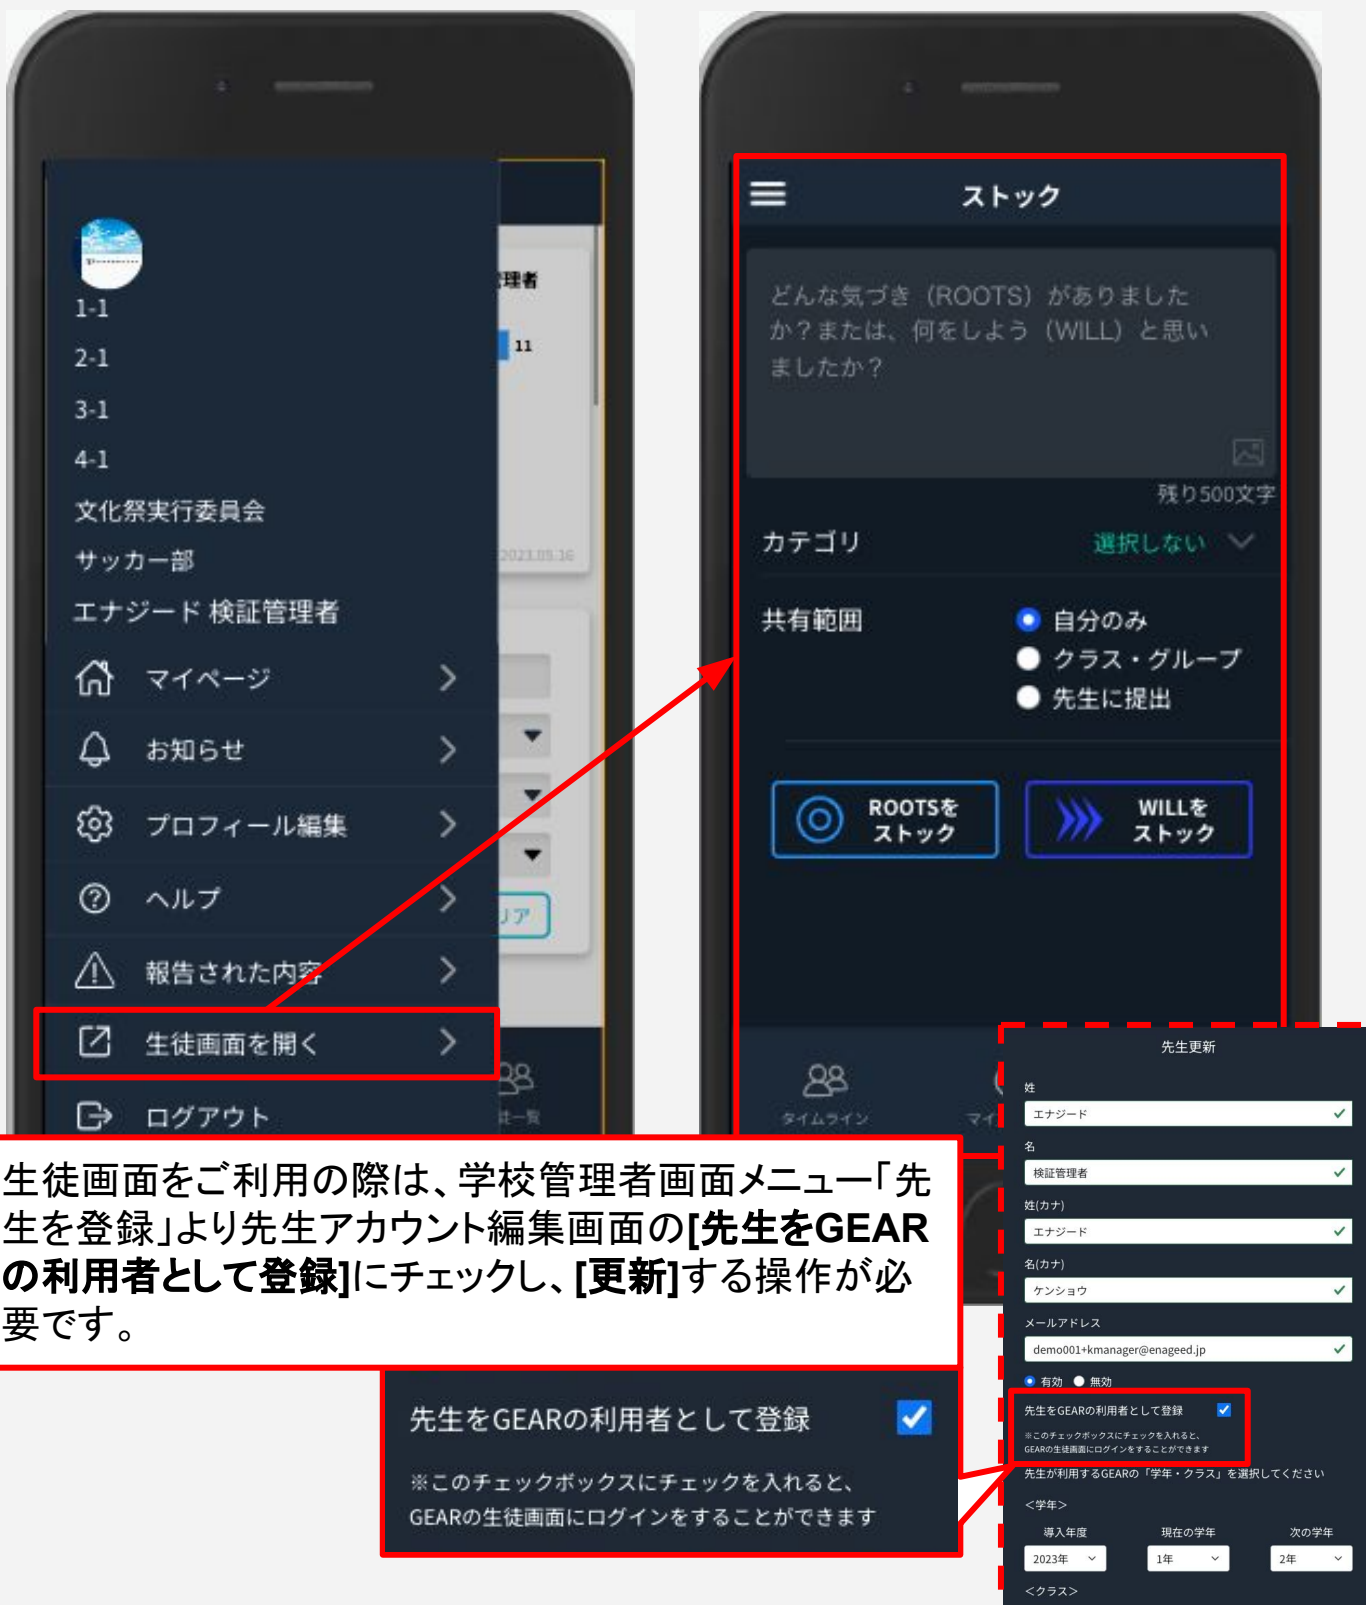 1-1
2-1
3-1
4-1
文化祭実行委員会
サッカー部
エナジード 検証管理者
マイページ
お知らせ
プロフィール編集
ヘルプ
報告された内容
生徒画面を開く
ログアウト
理者
11
2023.05.16
リア
一覧
ストック
どんな気づき（ROOTS）がありました
か？または、何をしよう（WILL）と思い
ましたか？
残り500文字
カテゴリ
選択しない
共有範囲
自分のみ
クラス・グループ
先生に提出
ROOTSを
ストック
WILLを
ストック
タイムライン
マイ
生徒画面をご利用の際は、学校管理者画面メニュー「先
生を登録」より先生アカウント編集画面の[先生をGEAR
の利用者として登録]にチェックし、[更新]する操作が必
要です。
先生をGEARの利用者として登録
※このチェックボックスにチェックを入れると、
GEARの生徒画面にログインをすることができます
先生更新
姓
エナジード
名
検証管理者
姓(カナ)
エナジード
名(カナ)
ケンショウ
メールアドレス
demo001+kmanager@enageed.jp
有効 無効
先生をGEARの利用者として登録
※このチェックボックスにチェックを入れると、
GEARの生徒画面にログインをすることができます
先生が利用するGEARの「学年・クラス」を選択してください
＜学年＞
導入年度 現在の学年 次の学年
2023年 1年 2年
＜クラス＞